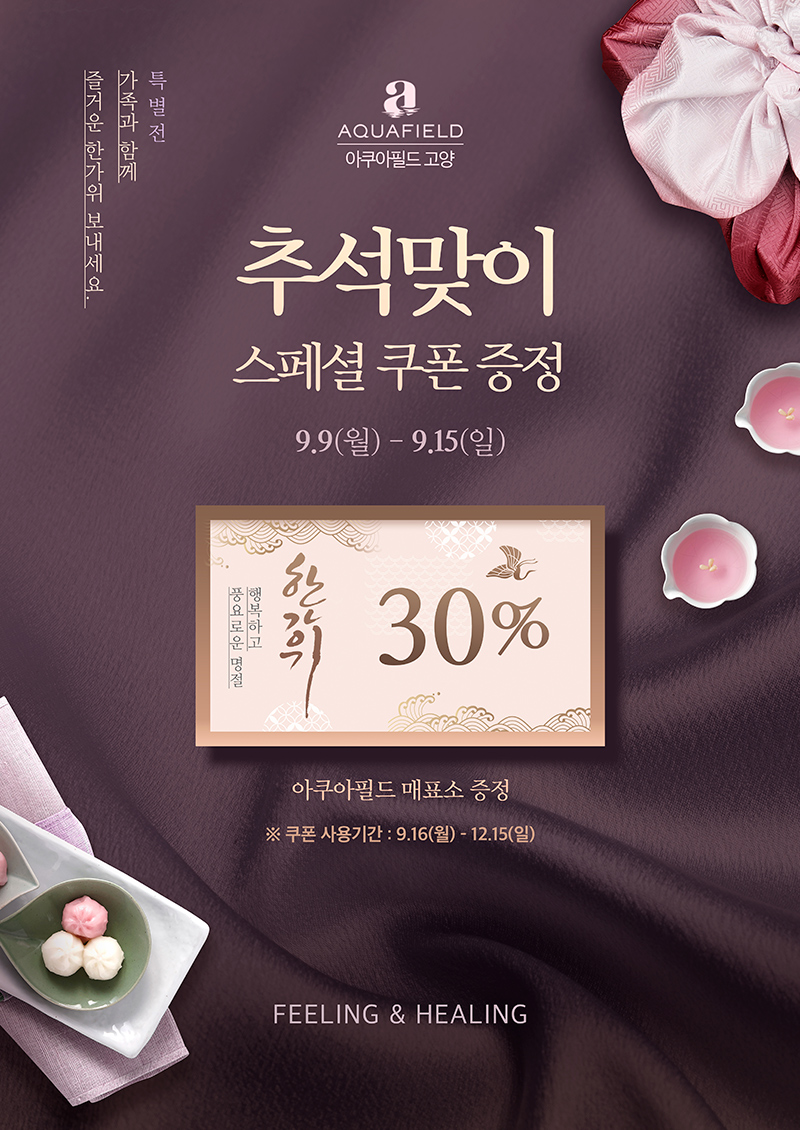 특별전
가족과 함께
즐거운 한가위 보내세요.
a
AQUAFIELD
아쿠아필드 고양
추석맞이
스페셜 쿠폰 증정
9.9(월) - 9.15(일)
행복하고
풍요로운 명절
한가위
30%
아쿠아필드 매표소 증정
※ 쿠폰 사용기간 : 9.16(월) - 12.15(일)
FEELING & HEALING